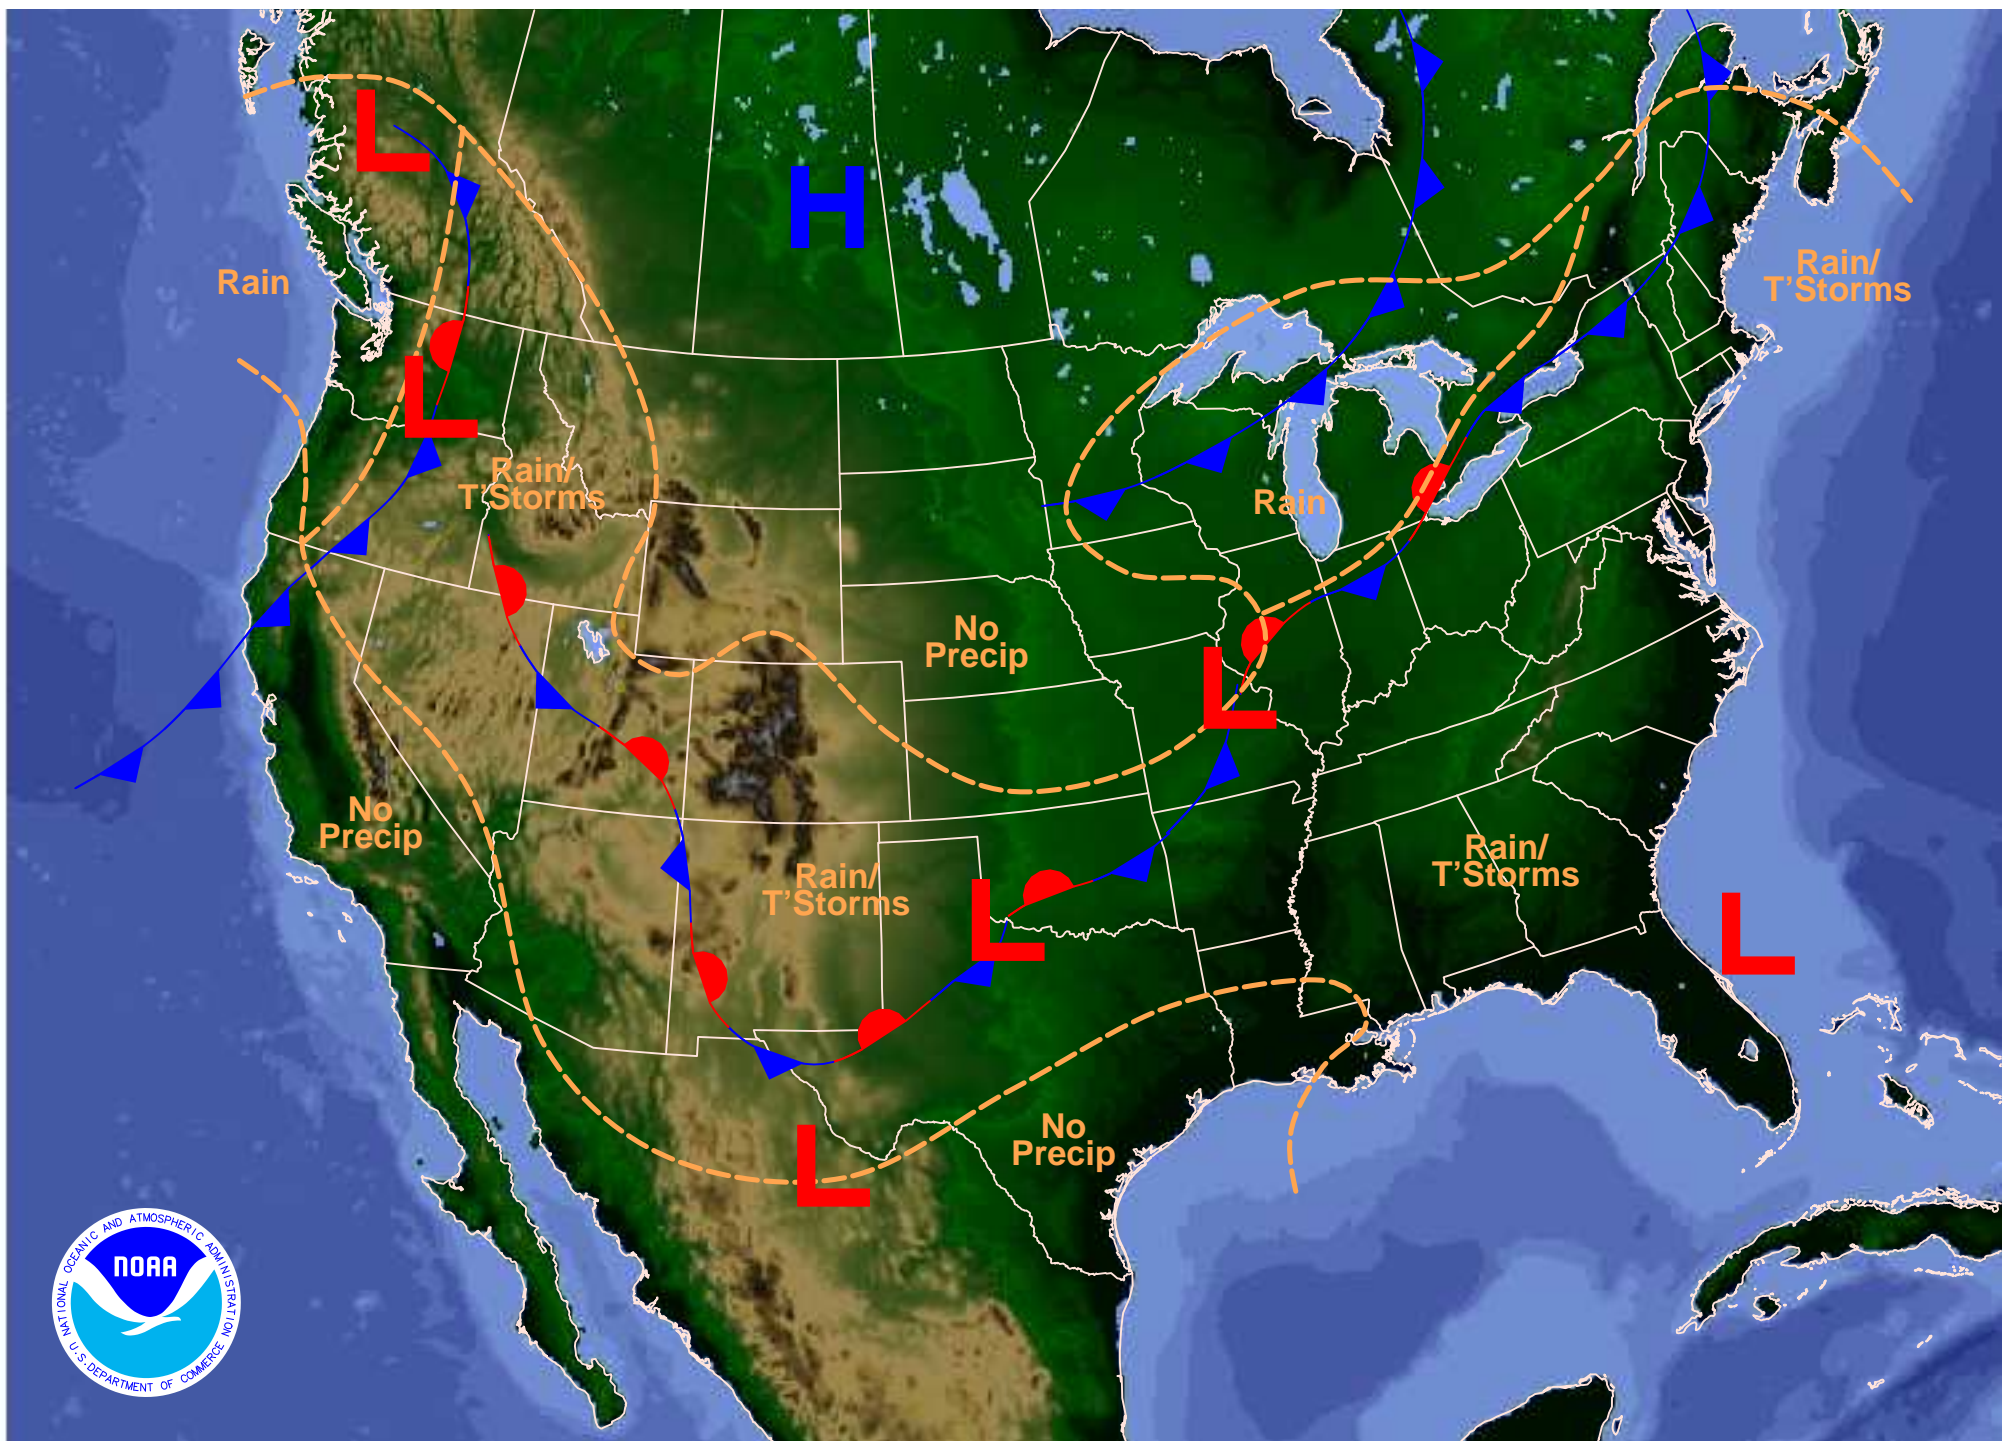 L
H
Rain
Rain/
T'Storms
L
Rain/
T'Storms
Rain
No
Precip
L
No
Precip
Rain/
T'Storms
Rain/
T'Storms
L
L
No
Precip
L
NATIONAL OCEANIC AND ATMOSPHERIC ADMINISTRATION
NOAA
U.S. DEPARTMENT OF COMMERCE